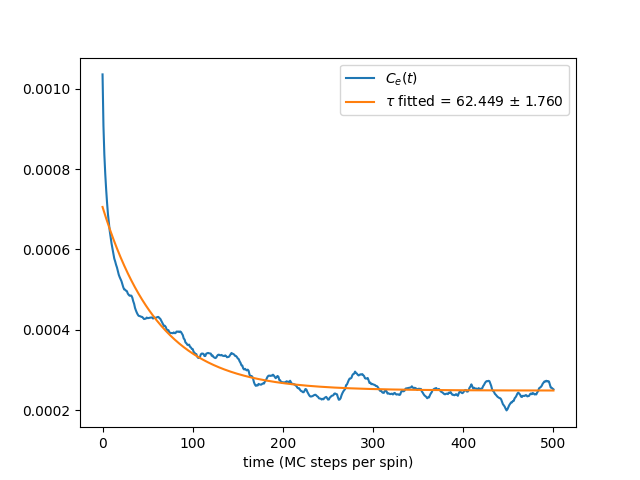 C_e(t)
τ fitted = 62.449 ± 1.760
0.0010
0.0008
0.0006
0.0004
0.0002
0 100 200 300 400 500
time (MC steps per spin)